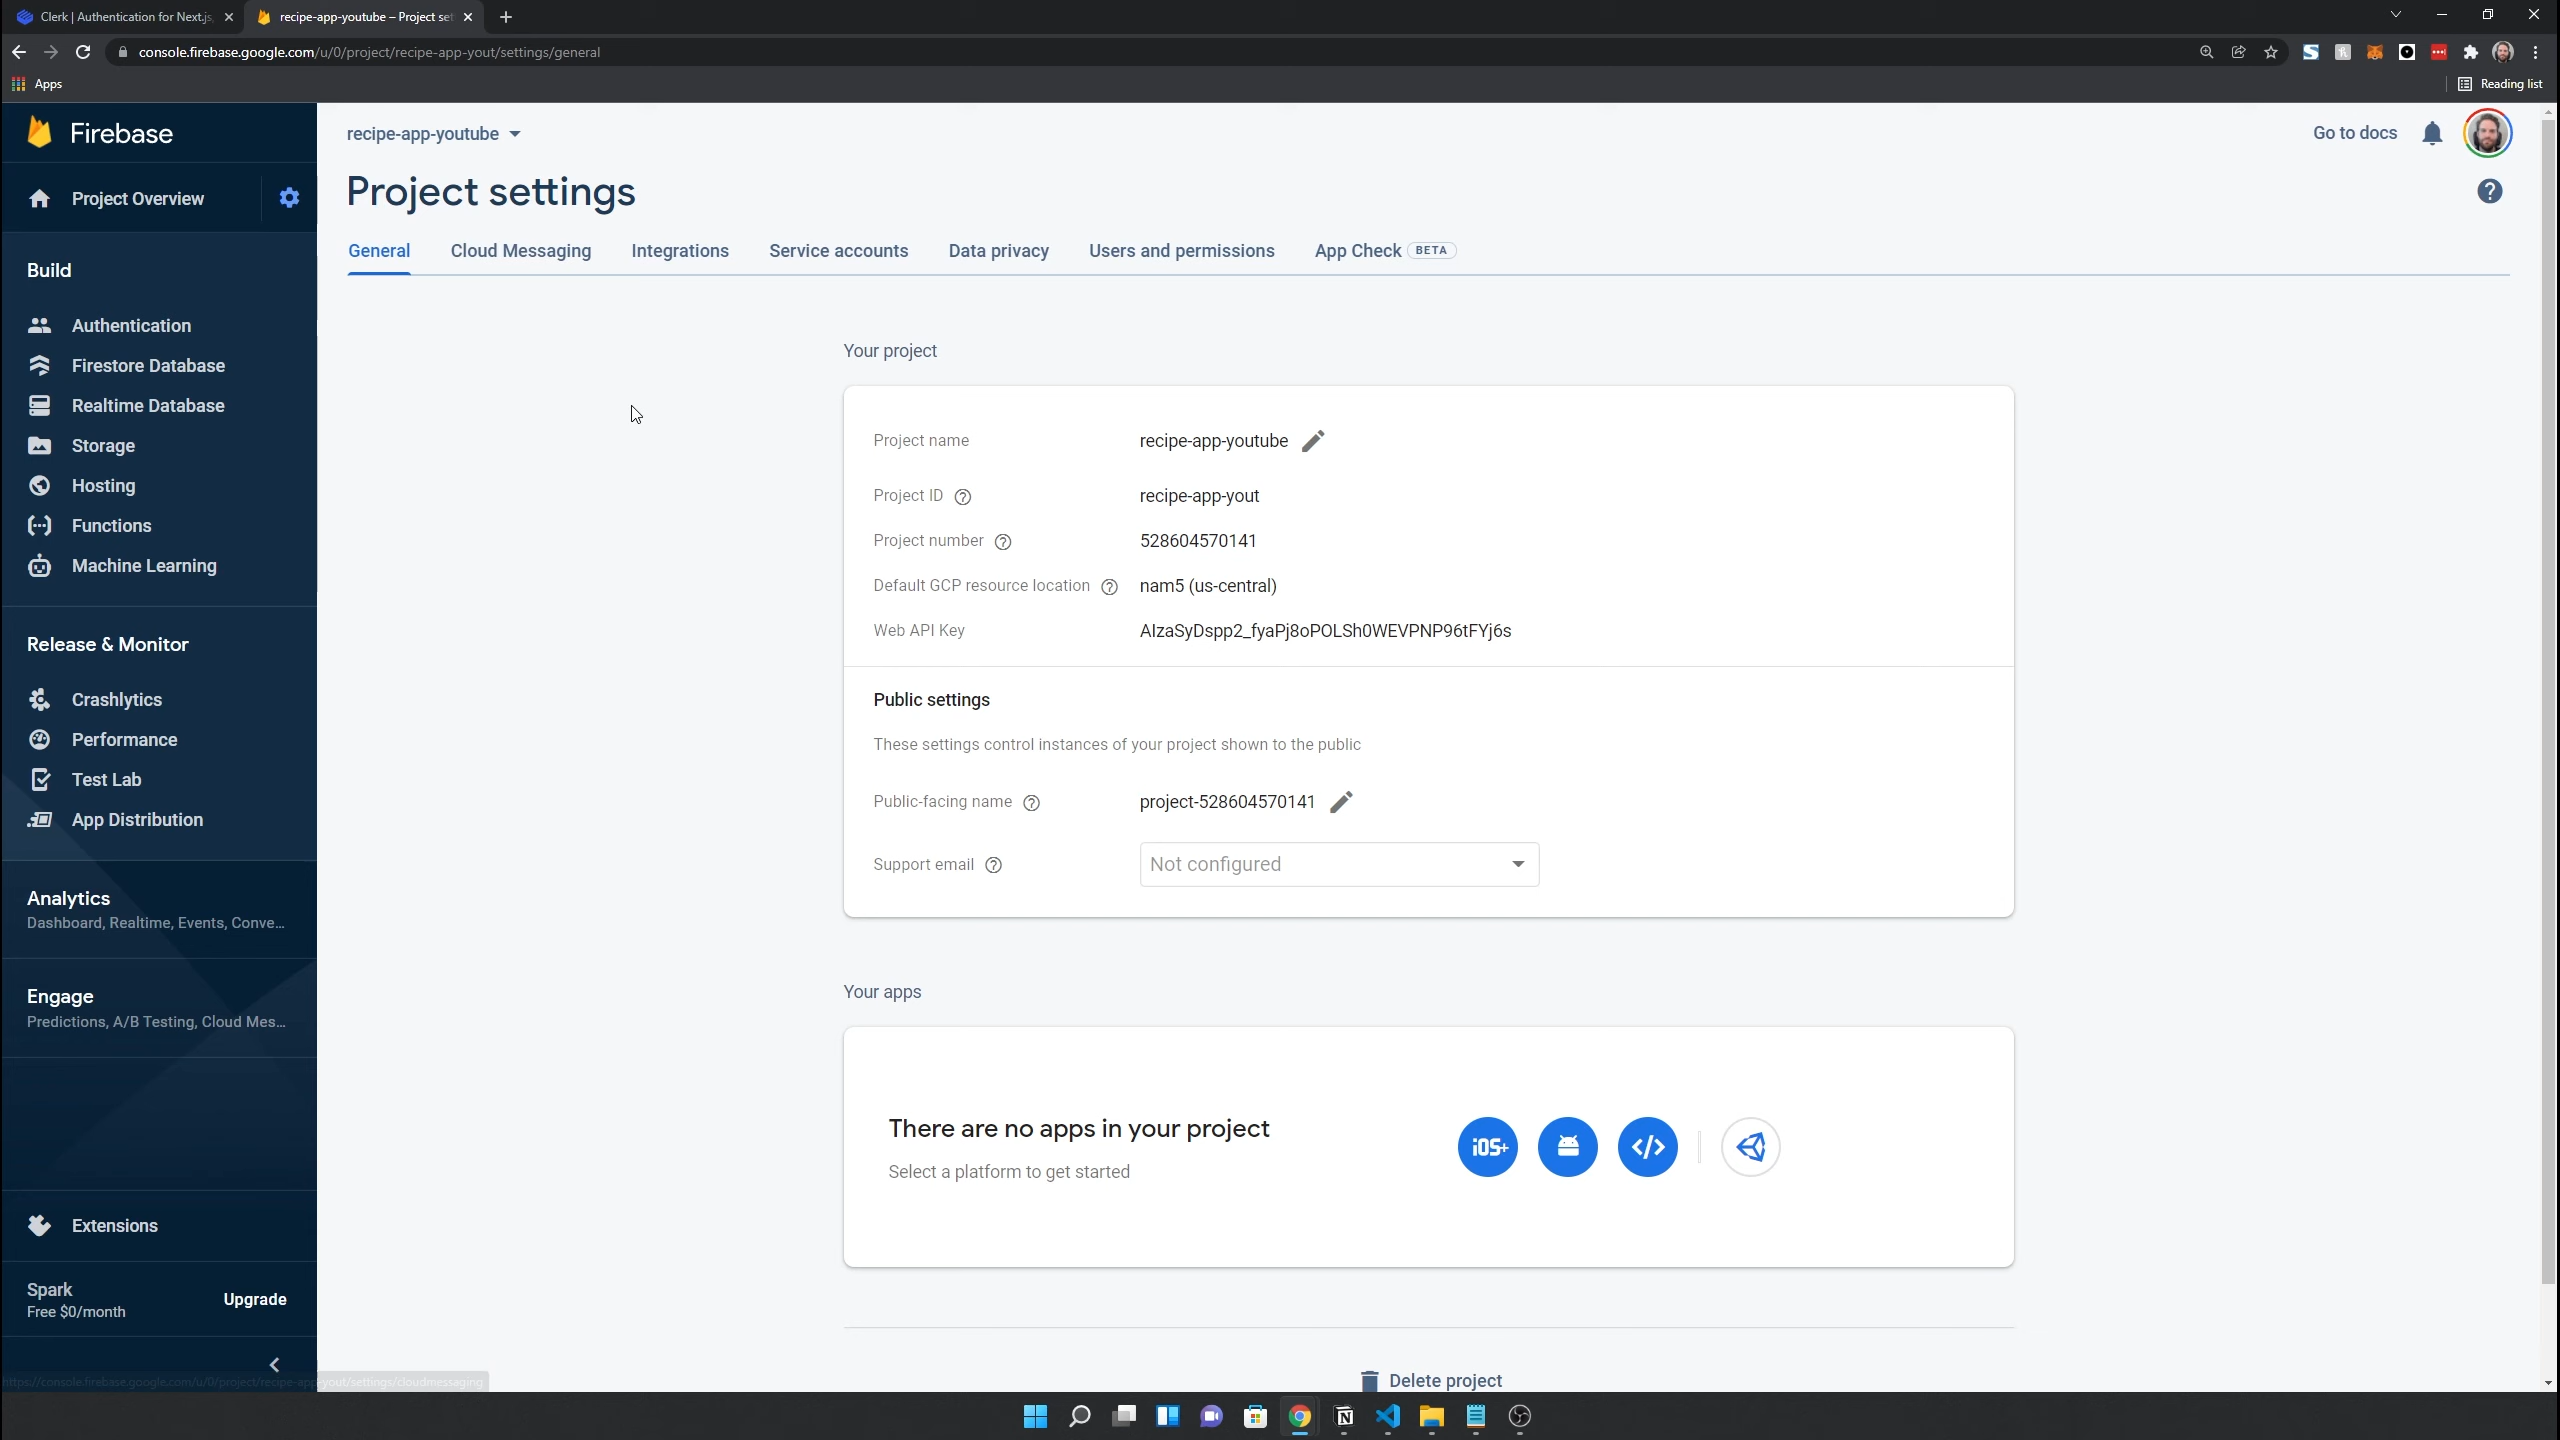 Clerk | Authentication for Next.js,
recipe-app-youtube – Project set
console.firebase.google.com/u/0/project/recipe-app-yout/settings/general
Apps
Reading list
Firebase
recipe-app-youtube
Go to docs
Project Overview
Project settings
General
Cloud Messaging
Integrations
Service accounts
Data privacy
Users and permissions
App Check BETA
Build
Authentication
Firestore Database
Realtime Database
Storage
Hosting
Functions
Machine Learning
Release & Monitor
Crashlytics
Performance
Test Lab
App Distribution
Analytics
Dashboard, Realtime, Events, Conve...
Engage
Predictions, A/B Testing, Cloud Mes...
Extensions
Spark
Free $0/month
Upgrade
Your project
Project name recipe-app-youtube
Project ID recipe-app-yout
Project number 528604570141
Default GCP resource location nam5 (us-central)
Web API Key AIzaSyDspp2_fyaPj8oPOLSh0WEVPNP96tFYj6s
Public settings
These settings control instances of your project shown to the public
Public-facing name project-528604570141
Support email Not configured
Your apps
There are no apps in your project
Select a platform to get started
iOS+
Delete project
https://console.firebase.google.com/u/0/project/recipe-app-yout/settings/cloudmessaging